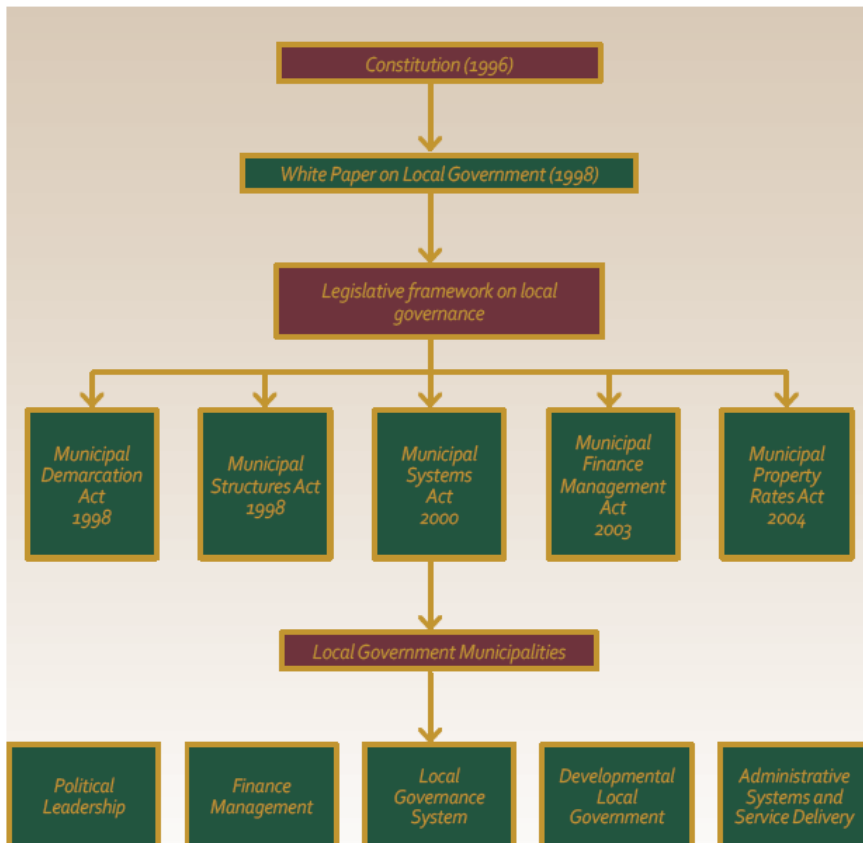 Constitution (1996)
White Paper on Local Government (1998)
Legislative framework on local
governance
Municipal
Demarcation
Act
1998
Municipal
Structures Act
1998
Municipal
Systems
Act
2000
Municipal
Finance
Management
Act
2003
Municipal
Property
Rates Act
2004
Local Government Municipalities
Political
Leadership
Finance
Management
Local
Governance
System
Developmental
Local
Government
Administrative
Systems and
Service Delivery